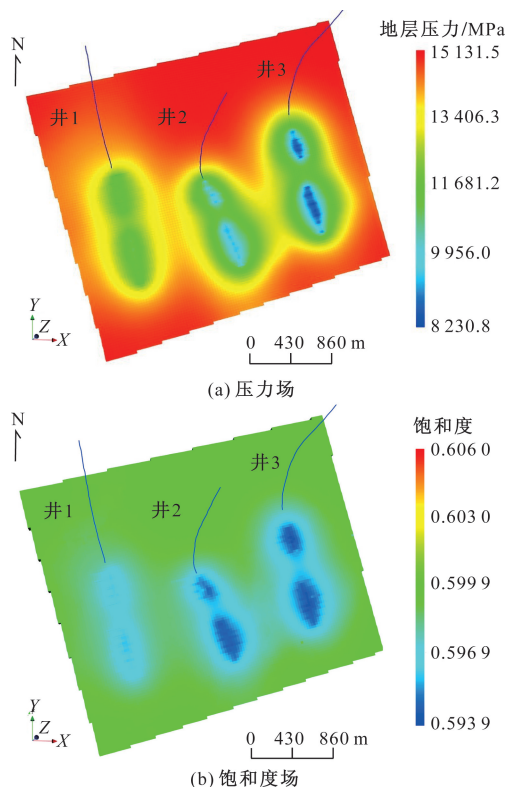 N
地层压力/MPa
15 131.5
13 406.3
11 681.2
9 956.0
8 230.8
井1
井2
井3
Y
Z
X
0 430 860 m
(a) 压力场
N
饱和度
0.606 0
0.603 0
0.599 9
0.596 9
0.593 9
井1
井2
井3
Y
Z
X
0 430 860 m
(b) 饱和度场